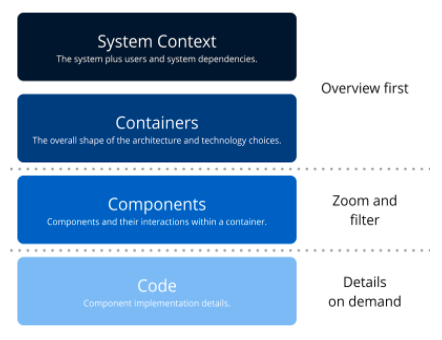 System Context
The system plus users and system dependencies.
Overview first
Containers
The overall shape of the architecture and technology choices.
Components
Components and their interactions within a container.
Zoom and
filter
Code
Component implementation details.
Details
on demand